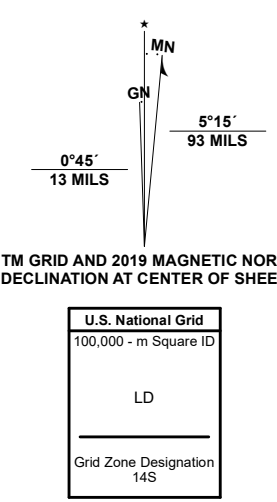 ★
MN
GN
5°15´
93 MILS
0°45´
13 MILS
TM GRID AND 2019 MAGNETIC NOR
DECLINATION AT CENTER OF SHEE
U.S. National Grid
100,000 - m Square ID
LD
Grid Zone Designation
14S